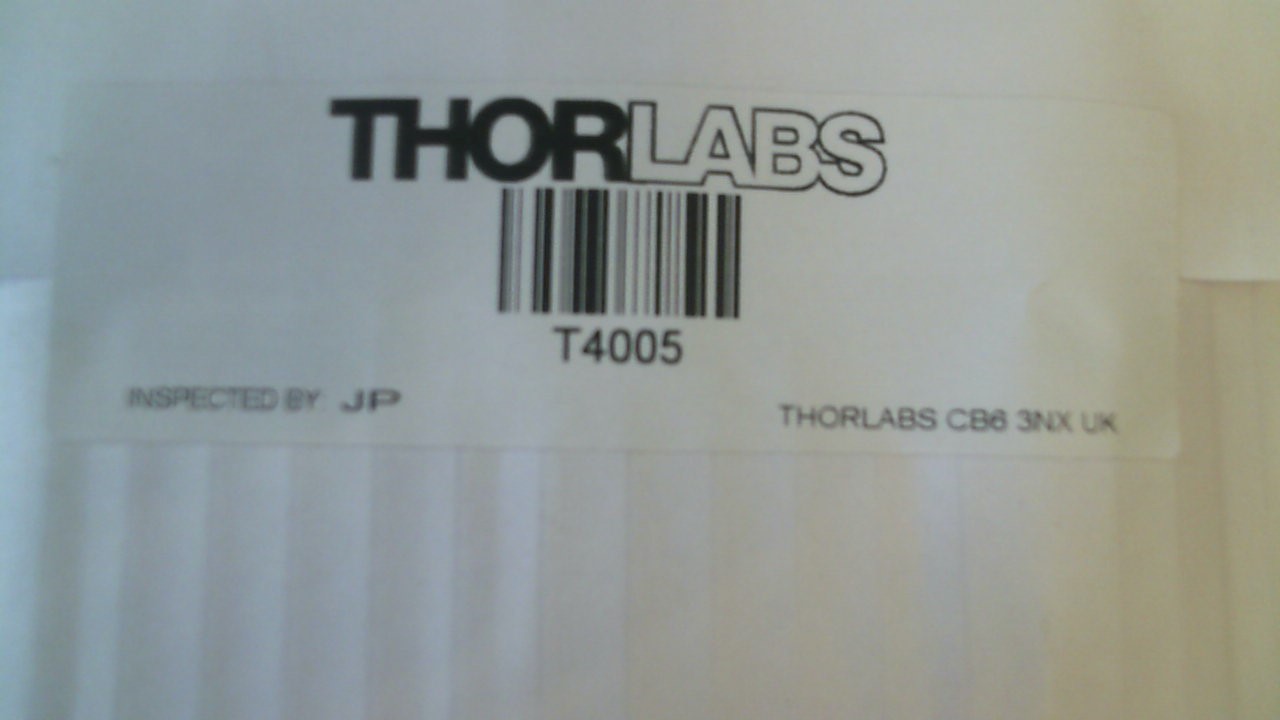 THORLABS
T4005
INSPECTED BY: JP
THORLABS CB6 3NX UK